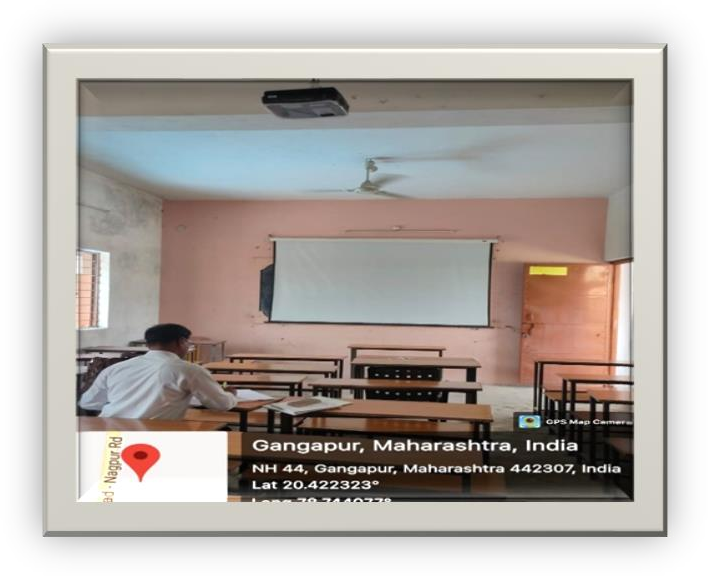 GPS Map Camera
Nagpur Rd
Gangapur, Maharashtra, India
NH 44, Gangapur, Maharashtra 442307, India
Lat 20.422323°